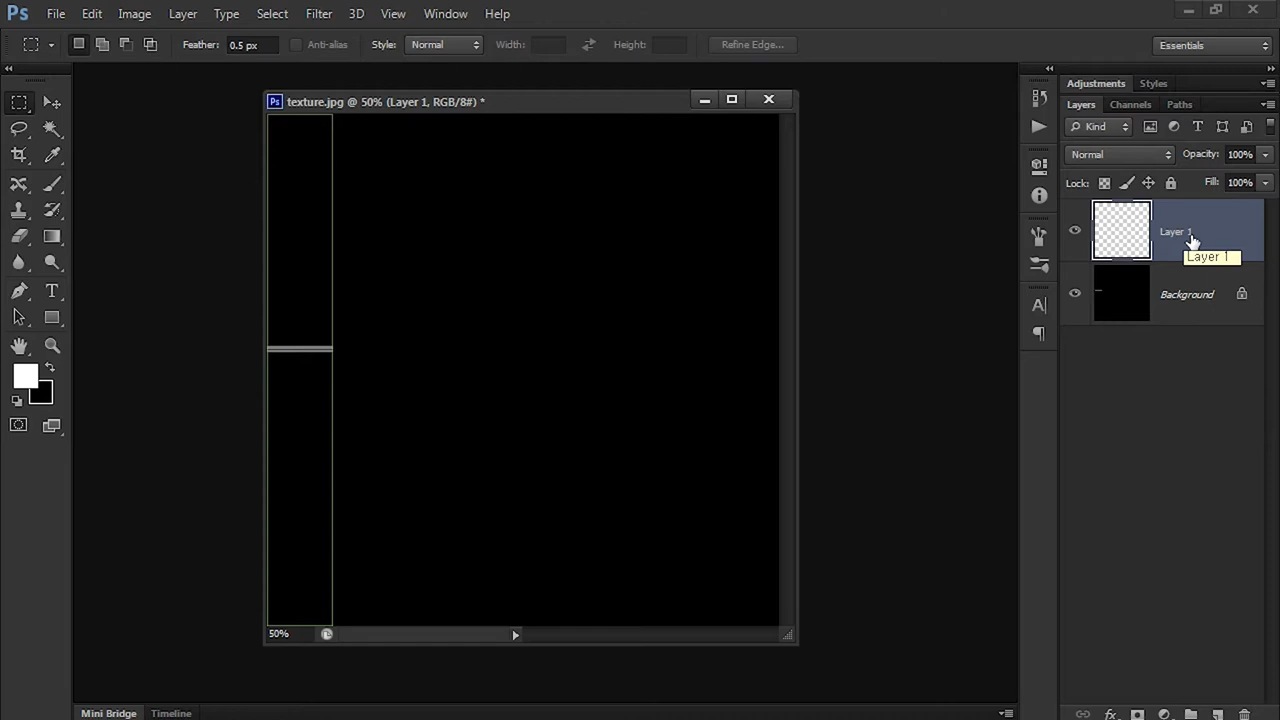 Ps File Edit Image Layer Type Select Filter 3D View Window Help
Feather: 0.5 px Anti-alias Style: Normal Width: Height: Refine Edge... Essentials
Ps texture.jpg @ 50% (Layer 1, RGB/8#) *
Adjustments Styles
Layers Channels Paths
Kind
Normal Opacity: 100%
Lock: Fill: 100%
Layer 1
Layer 1
Background
50%
Mini Bridge Timeline